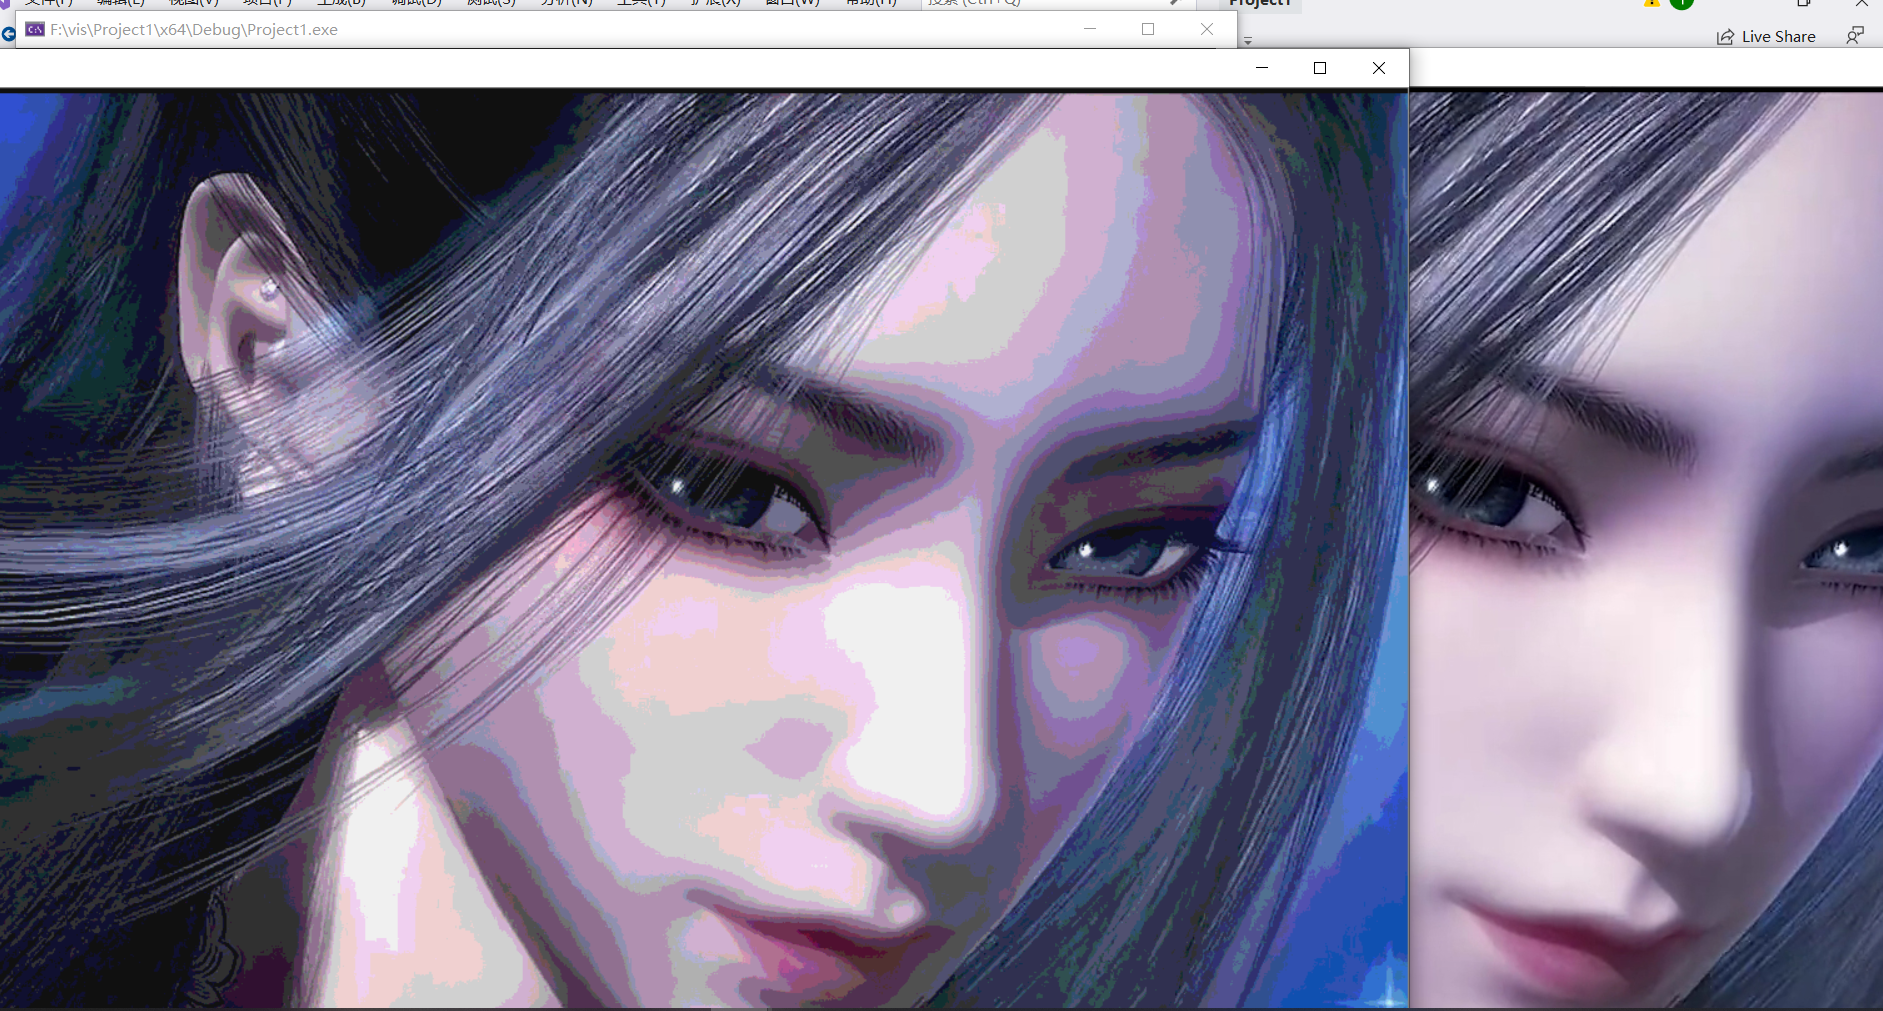 文件(F) 编辑(E) 视图(V) 项目(P) 生成(B) 调试(D) 测试(S) 分析(N) 工具(T) 扩展(X) 窗口(W) 帮助(H) 搜索 (Ctrl+Q) Project1
F:\vis\Project1\x64\Debug\Project1.exe
Live Share